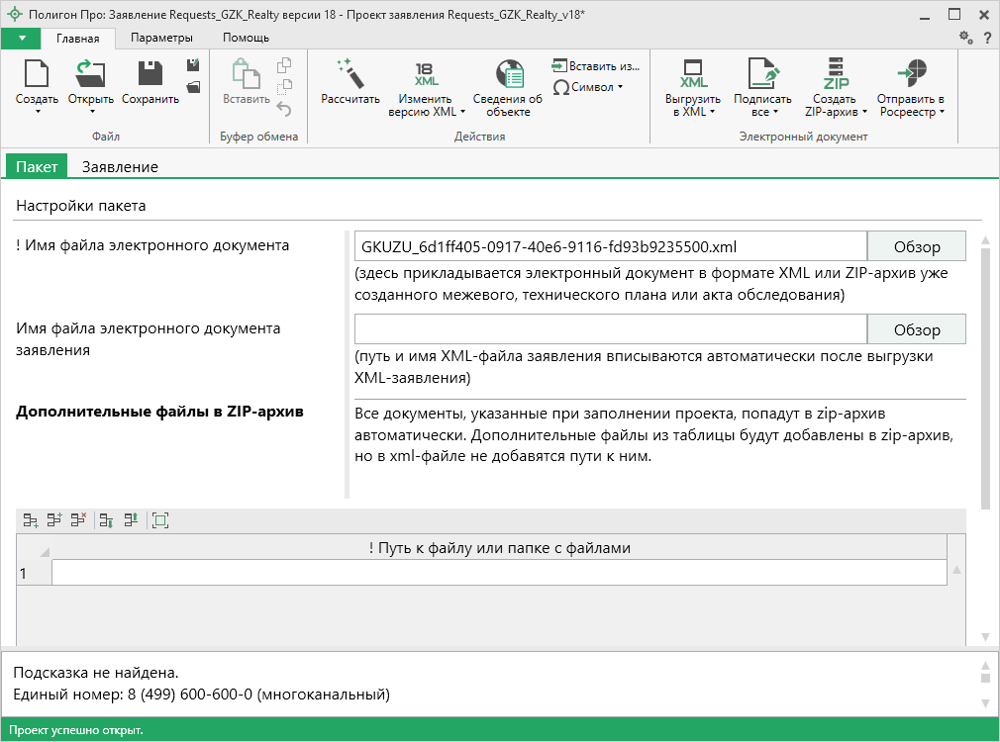 Полигон Про: Заявление Requests_GZK_Realty версии 18 - Проект заявления Requests_GZK_Realty_v18*
Главная Параметры Помощь ?
Создать Открыть Сохранить
Файл
Вставить
Буфер обмена
Рассчитать
18
XML
Изменить
версию XML
Сведения об
объекте
Вставить из...
Символ
Действия
XML
Выгрузить
в XML
Подписать
все
ZIP
Создать
ZIP-архив
Отправить в
Росреестр
Электронный документ
Пакет Заявление
Настройки пакета
! Имя файла электронного документа
GKUZU_6d1ff405-0917-40e6-9116-fd93b9235500.xml Обзор
(здесь прикладывается электронный документ в формате XML или ZIP-архив уже
созданного межевого, технического плана или акта обследования)
Имя файла электронного документа
заявления
Обзор
(путь и имя XML-файла заявления вписываются автоматически после выгрузки
XML-заявления)
Дополнительные файлы в ZIP-архив
Все документы, указанные при заполнении проекта, попадут в zip-архив
автоматически. Дополнительные файлы из таблицы будут добавлены в zip-архив,
но в xml-файле не добавятся пути к ним.
! Путь к файлу или папке с файлами
1
Подсказка не найдена.
Единый номер: 8 (499) 600-600-0 (многоканальный)
Проект успешно открыт.